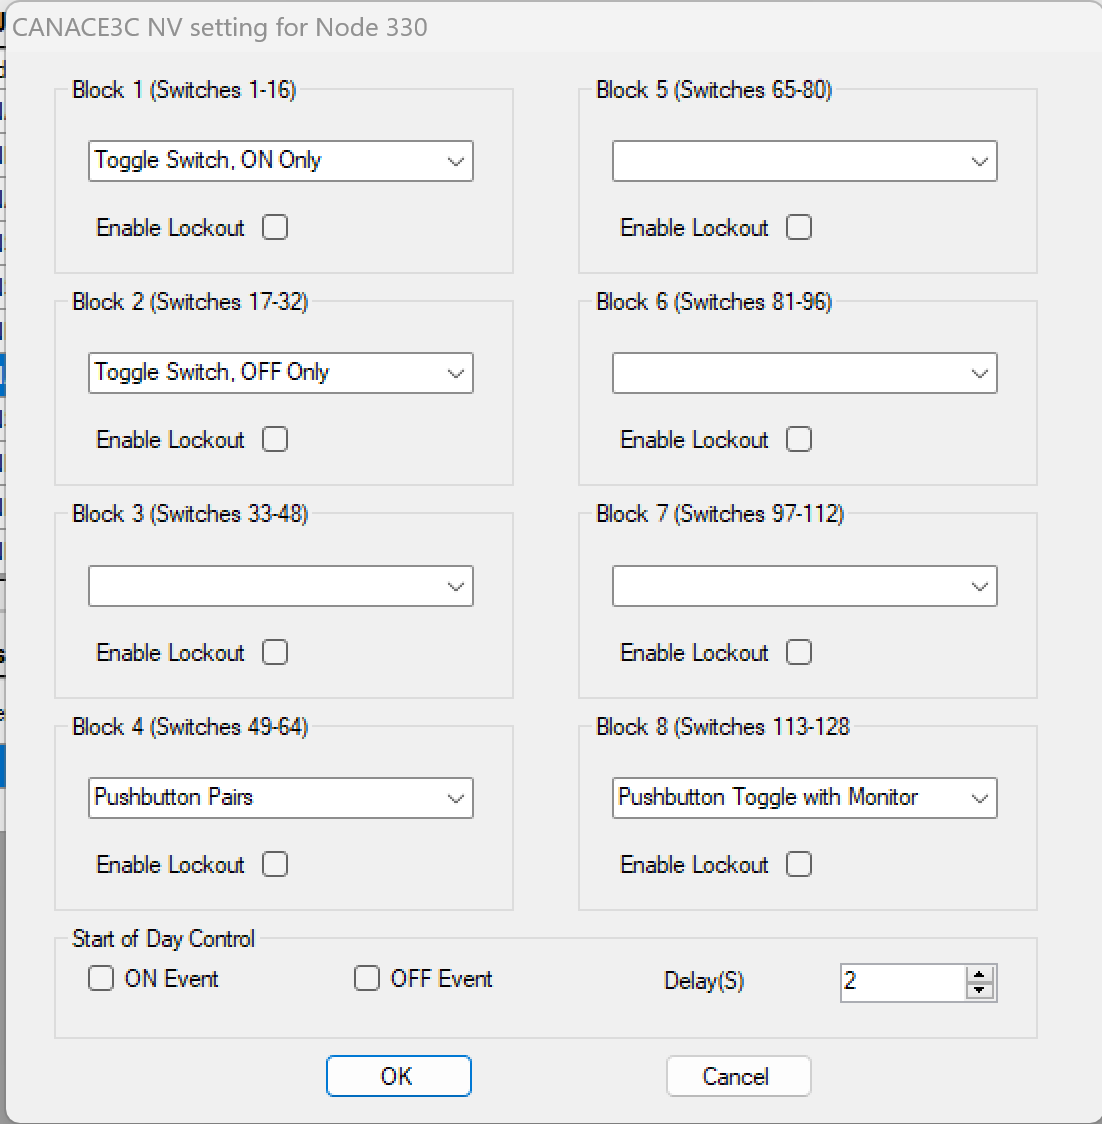 CANACE3C NV setting for Node 330
Block 1 (Switches 1-16)
Toggle Switch, ON Only
Enable Lockout
Block 2 (Switches 17-32)
Toggle Switch, OFF Only
Enable Lockout
Block 3 (Switches 33-48)
Enable Lockout
Block 4 (Switches 49-64)
Pushbutton Pairs
Enable Lockout
Block 5 (Switches 65-80)
Enable Lockout
Block 6 (Switches 81-96)
Enable Lockout
Block 7 (Switches 97-112)
Enable Lockout
Block 8 (Switches 113-128
Pushbutton Toggle with Monitor
Enable Lockout
Start of Day Control
ON Event OFF Event Delay(S) 2
OK Cancel